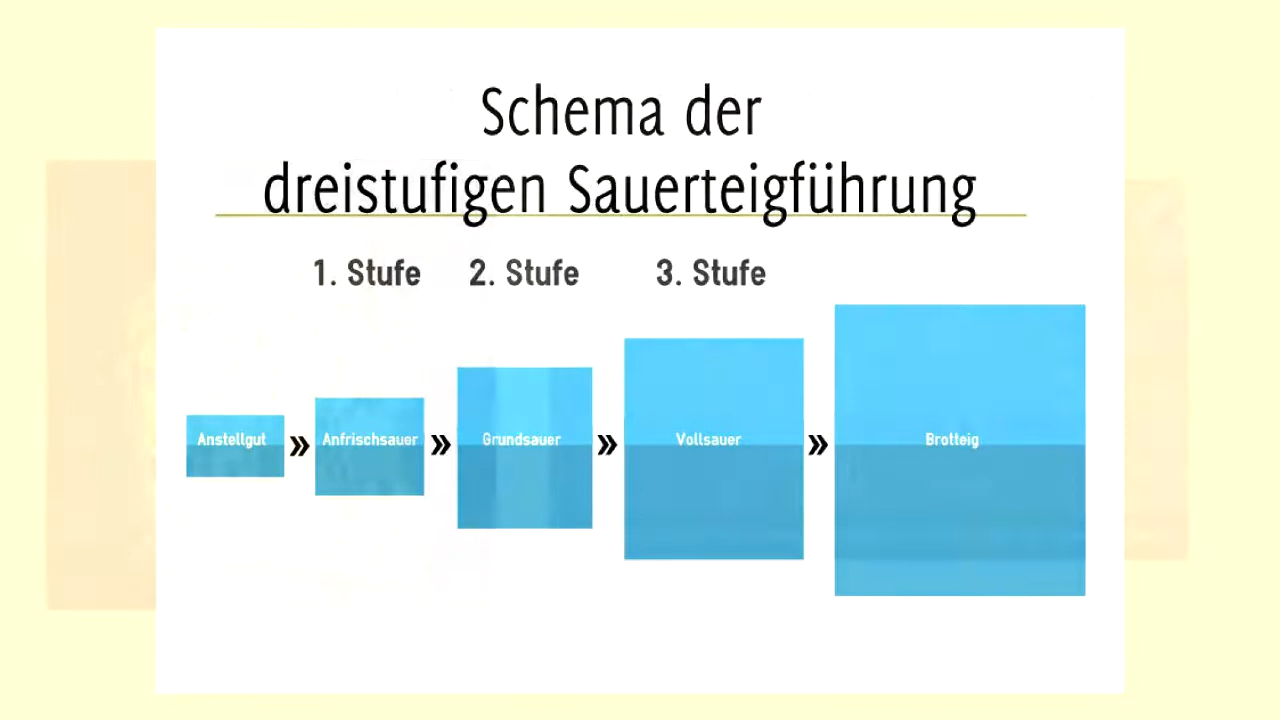 Schema der
dreistufigen Sauerteigführung
1. Stufe 2. Stufe 3. Stufe
Anstellgut » Anfrischsauer » Grundsauer » Vollsauer » Brotteig